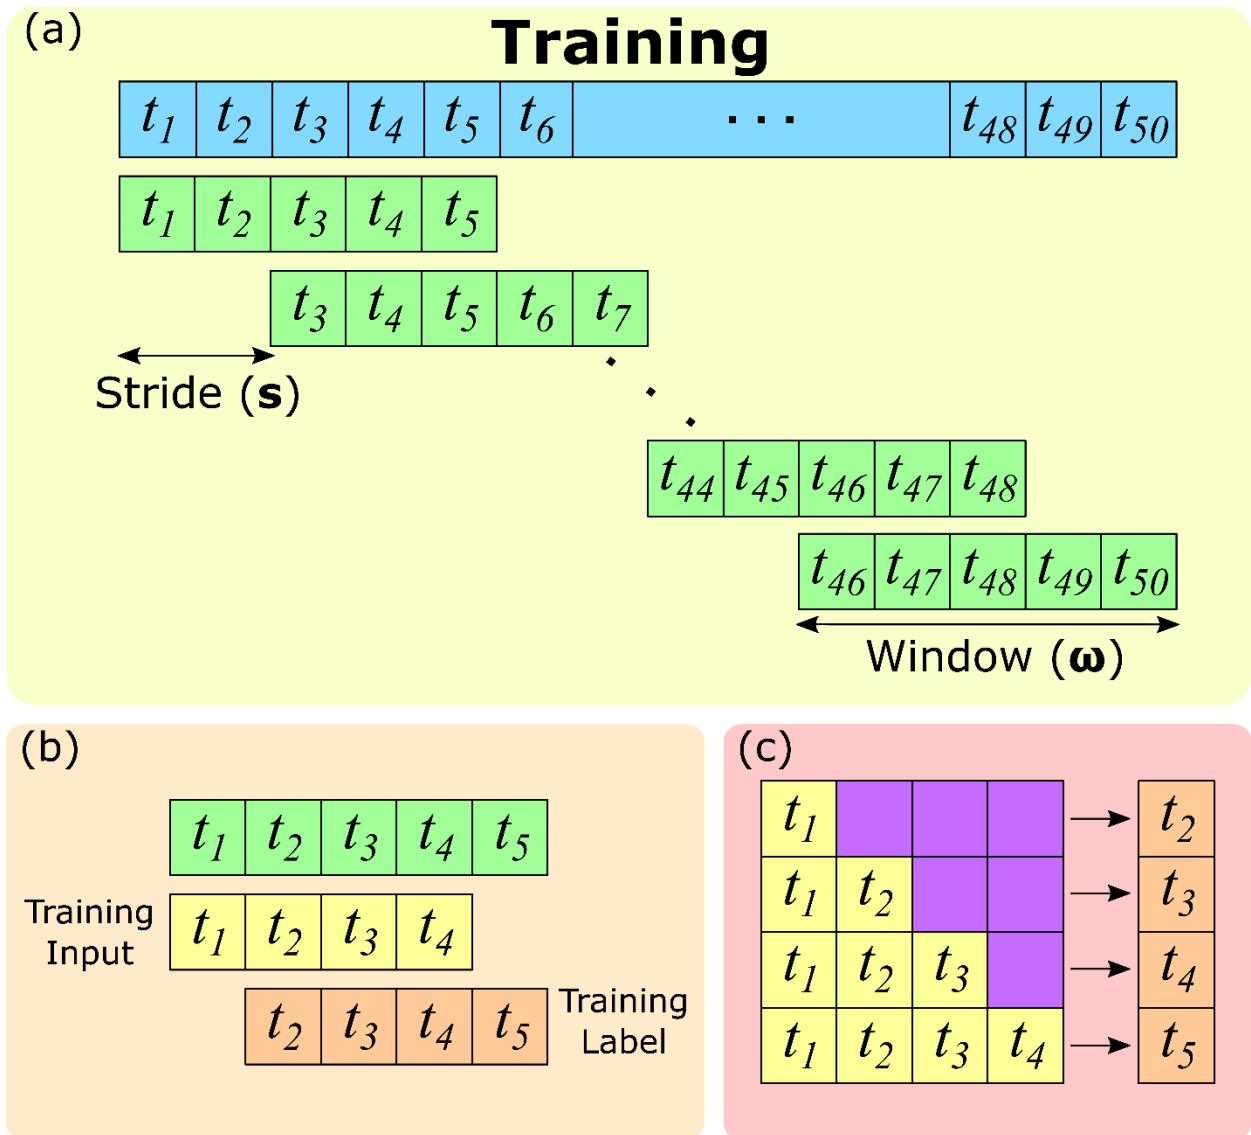 (a)
Training
t1 t2 t3 t4 t5 t6 ... t48 t49 t50
t1 t2 t3 t4 t5
t3 t4 t5 t6 t7
Stride (s)
t44 t45 t46 t47 t48
t46 t47 t48 t49 t50
Window (ω)
(b)
t1 t2 t3 t4 t5
Training
Input
t1 t2 t3 t4
t2 t3 t4 t5
Training
Label
(c)
t1 t2
t1 t2 t3
t1 t2 t3 t4
t1 t2 t3 t4 t5